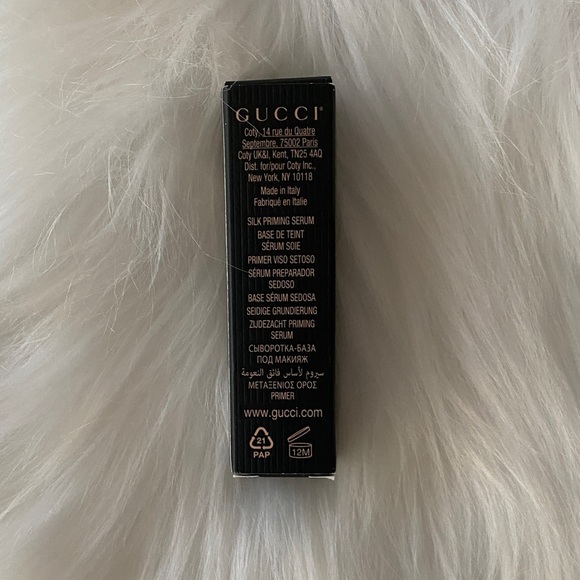 GUCCI®
Coty, 14 rue du Quatre
Septembre, 75002 Paris
Coty UK&I, Kent, TN25 4AQ
Dist. for/pour Coty Inc.,
New York, NY 10118
Made in Italy
Fabriqué en Italie
SILK PRIMING SERUM
BASE DE TEINT
SÉRUM SOIE
PRIMER VISO SETOSO
SÉRUM PREPARADOR
SEDOSO
BASE SÉRUM SEDOSA
SEIDIGE GRUNDIERUNG
ZIJDEZACHT PRIMING
SERUM
СЫВОРОТКА-БАЗА
ПОД МАКИЯЖ
سيروم لأساس فائق النعومة
ΜΕΤΑΞΕΝΙΟΣ ΟΡΟΣ
PRIMER
www.gucci.com
21
PAP
12M